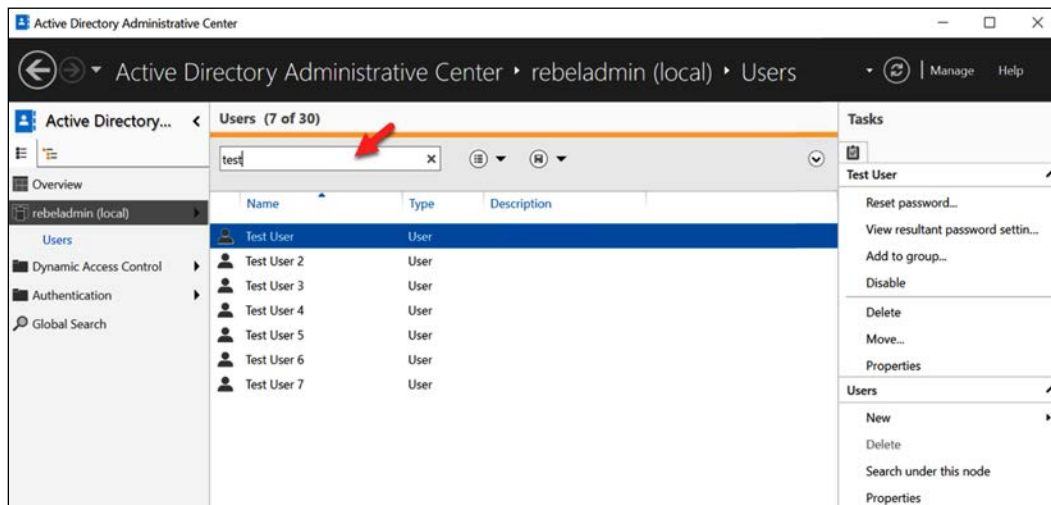 Active Directory Administrative Center
Active Directory Administrative Center ‣ rebeladmin (local) ‣ Users
Manage
Help
Active Directory...
Overview
rebeladmin (local)
Users
Dynamic Access Control
Authentication
Global Search
Users (7 of 30)
test
Name Type Description
Test User User
Test User 2 User
Test User 3 User
Test User 4 User
Test User 5 User
Test User 6 User
Test User 7 User
Tasks
Test User
Reset password...
View resultant password settin...
Add to group...
Disable
Delete
Move...
Properties
Users
New
Delete
Search under this node
Properties